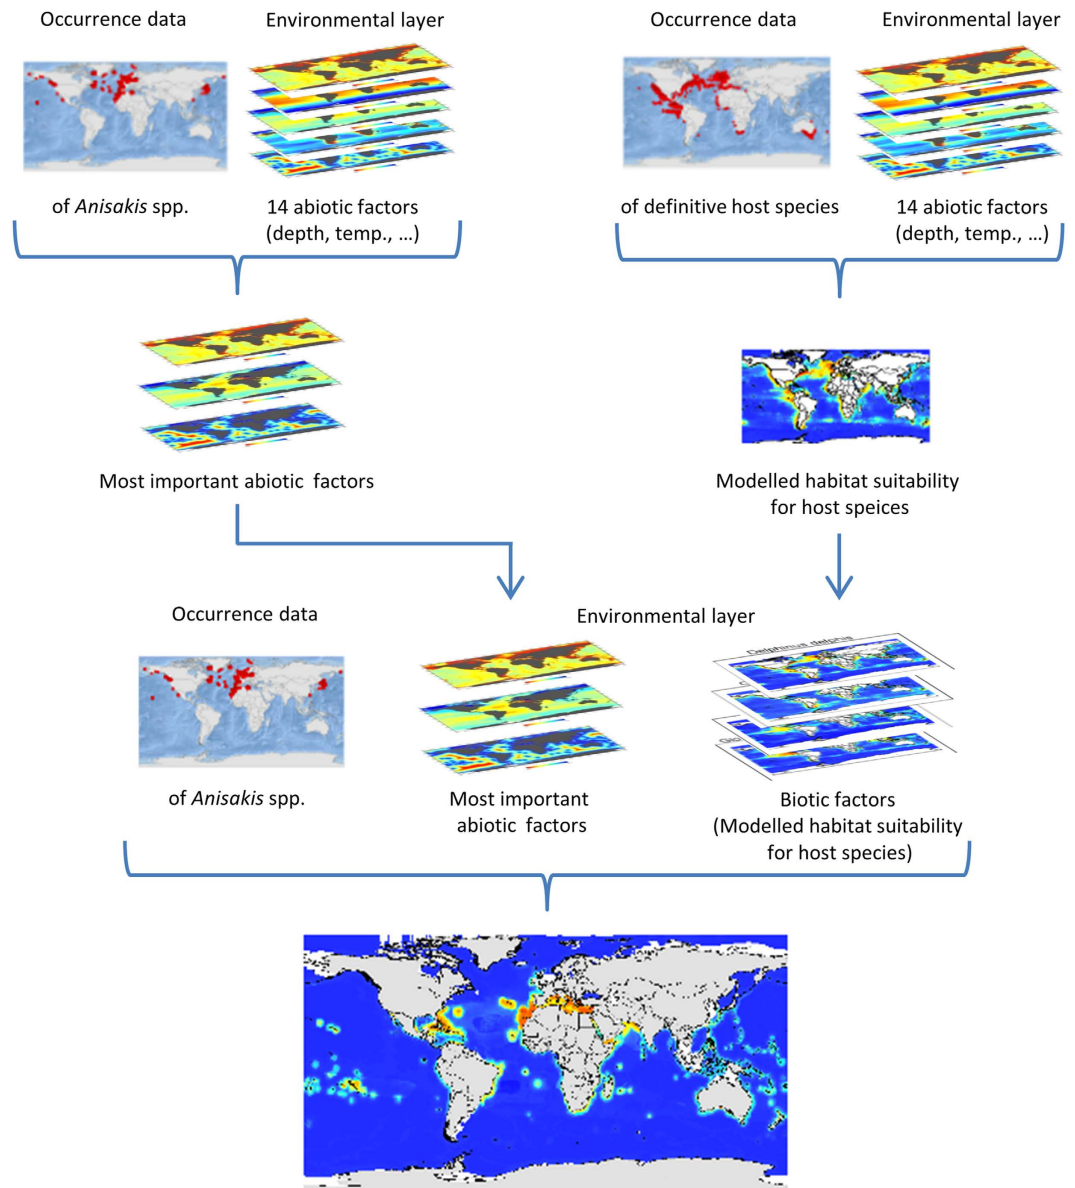 Occurrence data
Environmental layer
of Anisakis spp.
14 abiotic factors
(depth, temp., ...)
Occurrence data
Environmental layer
of definitive host species
14 abiotic factors
(depth, temp., ...)
Most important abiotic factors
Modelled habitat suitability
for host speices
Occurrence data
of Anisakis spp.
Environmental layer
Most important
abiotic factors
Delphinus delphis
Biotic factors
(Modelled habitat suitability
for host species)